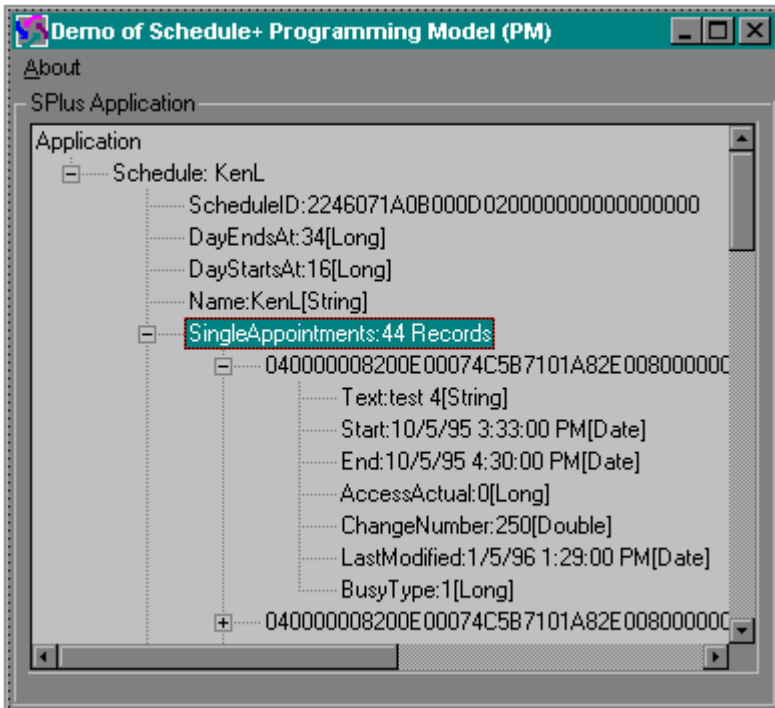 Demo of Schedule+ Programming Model (PM)
About
SPlus Application
Application
Schedule: KenL
ScheduleID:2246071A0B000D020000000000000000
DayEndsAt:34[Long]
DayStartsAt:16[Long]
Name:KenL[String]
SingleAppointments:44 Records
040000008200E00074C5B7101A82E008000000C
Text:test 4[String]
Start:10/5/95 3:33:00 PM[Date]
End:10/5/95 4:30:00 PM[Date]
AccessActual:0[Long]
ChangeNumber:250[Double]
LastModified:1/5/96 1:29:00 PM[Date]
BusyType:1[Long]
040000008200E00074C5B7101A82E008000000C